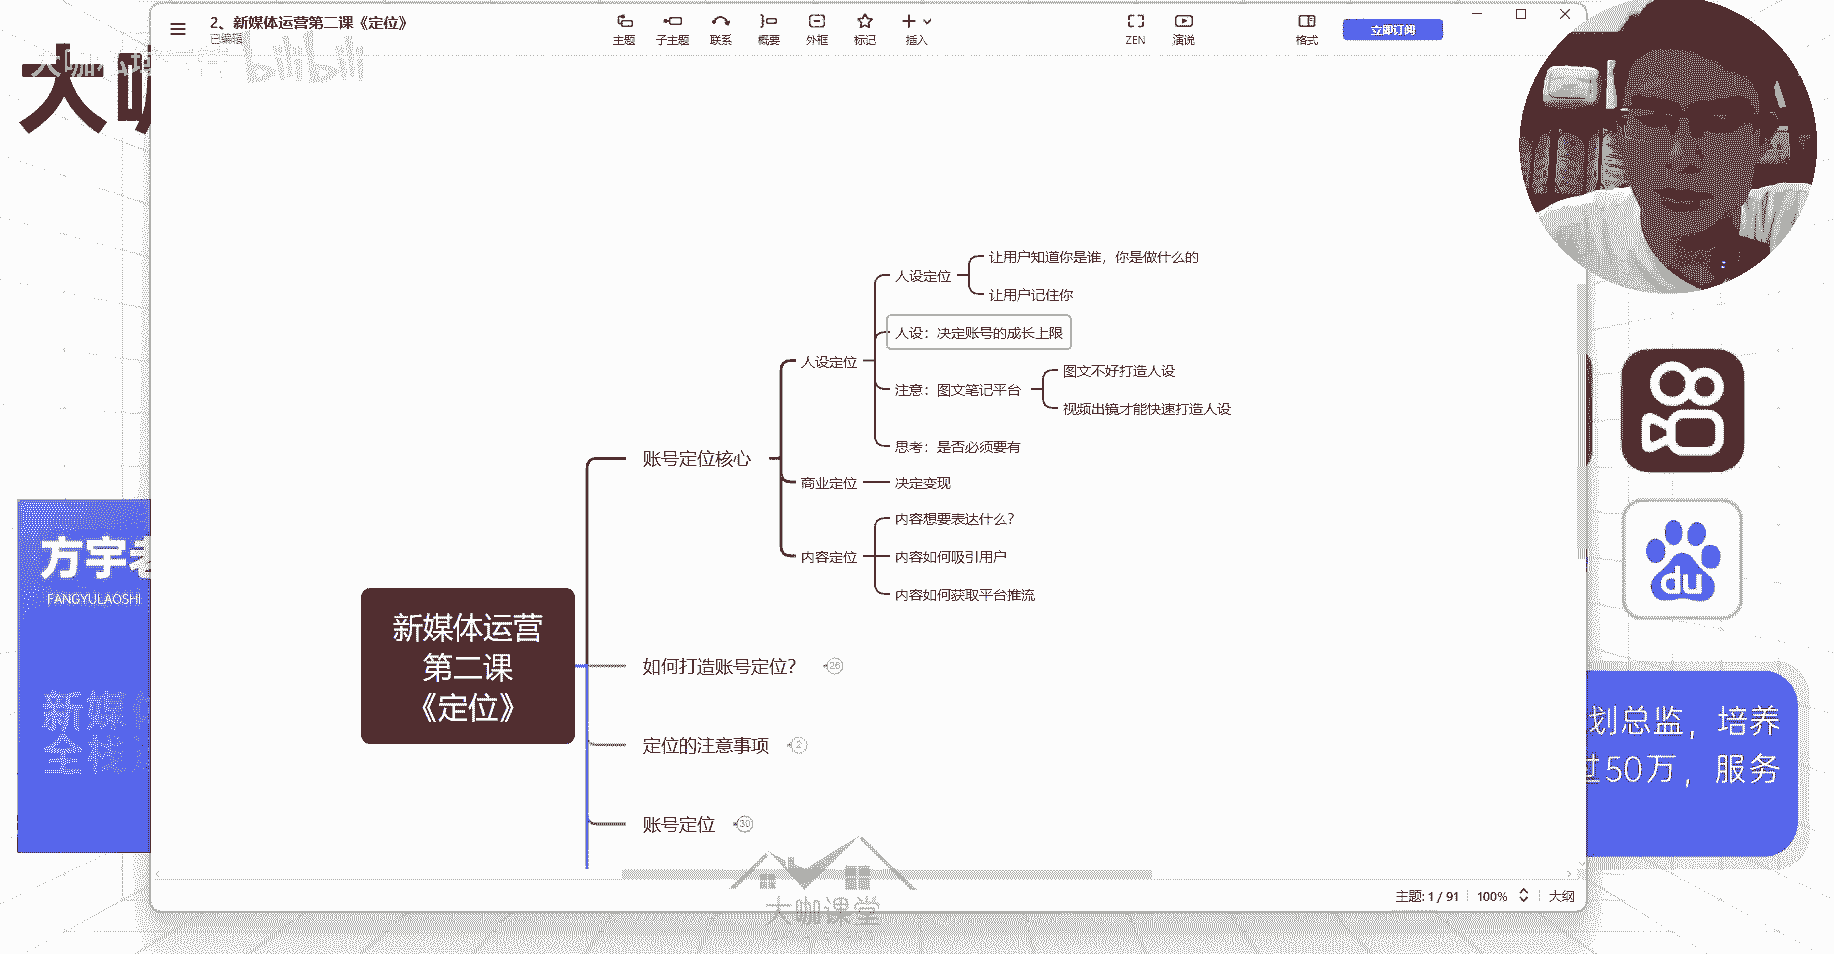 2、新媒体运营第二课《定位》
已编辑
主题
子主题
联系
概要
外框
标记
插入
ZEN
演说
格式
立即订阅
大咖
bilibili
让用户知道你是谁，你是做什么的
人设定位
让用户记住你
人设：决定账号的成长上限
人设定位
图文不好打造人设
注意：图文笔记平台
视频出镜才能快速打造人设
思考：是否必须要有
账号定位核心
商业定位
决定变现
内容想要表达什么？
内容定位
内容如何吸引用户
内容如何获取平台推流
新媒体运营
第二课
《定位》
如何打造账号定位？
26
定位的注意事项
2
账号定位
30
方宇老
FANGYULAOSHI
新媒体
全栈
du
划总监，培养
过50万，服务
大咖课堂
主题: 1 / 91
100%
大纲